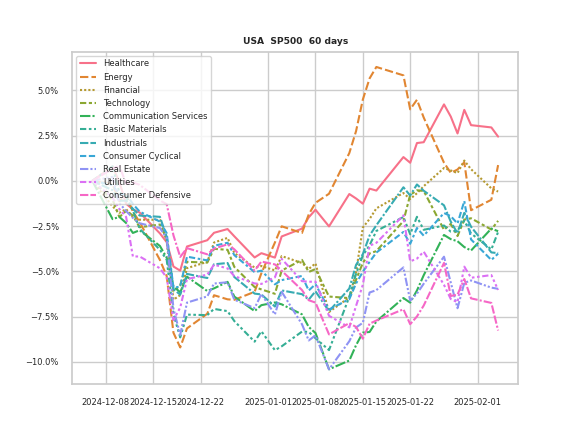 USA SP500 60 days
Healthcare
Energy
Financial
Technology
Communication Services
Basic Materials
Industrials
Consumer Cyclical
Real Estate
Utilities
Consumer Defensive
5.0%
2.5%
0.0%
−2.5%
−5.0%
−7.5%
−10.0%
2024-12-08
2024-12-15
2024-12-22
2025-01-01
2025-01-08
2025-01-15
2025-01-22
2025-02-01